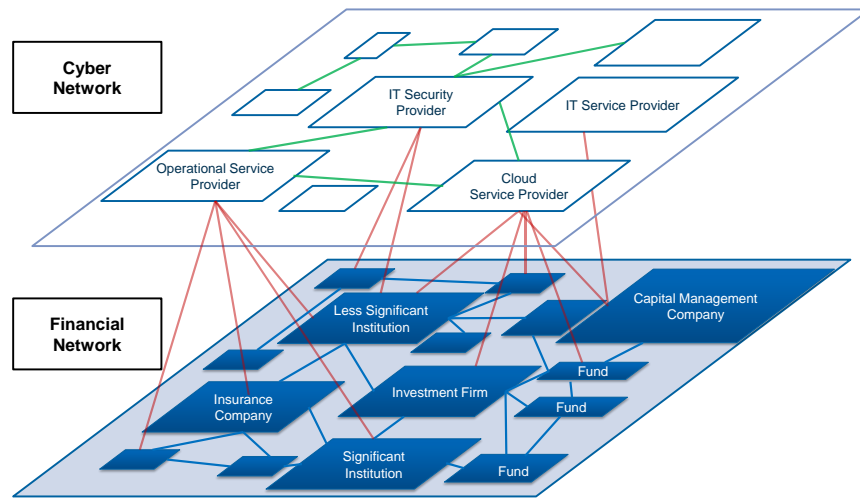 Cyber
Network
IT Security
Provider
IT Service Provider
Operational Service
Provider
Cloud
Service Provider
Financial
Network
Less Significant
Institution
Capital Management
Company
Insurance
Company
Investment Firm
Fund
Fund
Significant
Institution
Fund